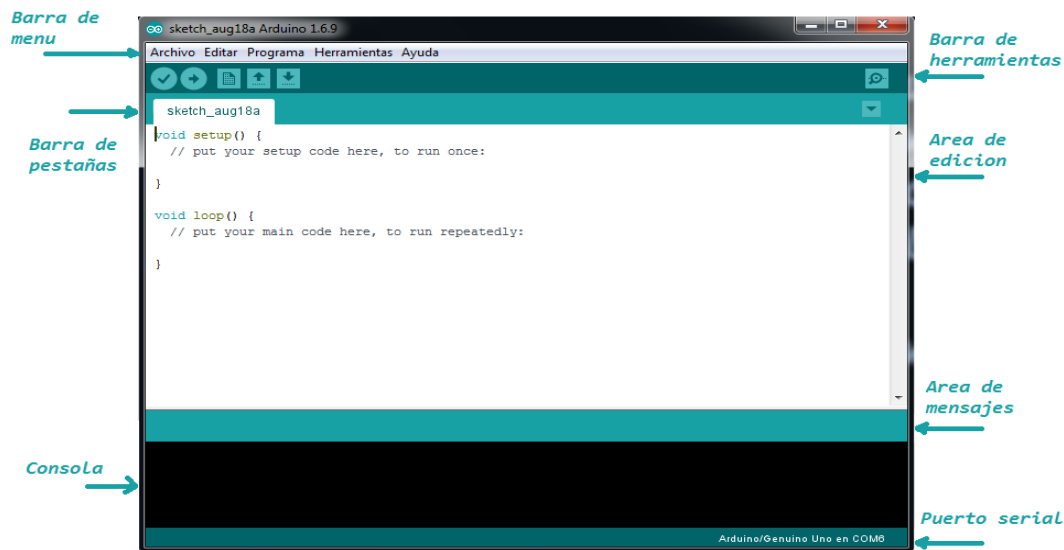 Barra de
menu
sketch_aug18a Arduino 1.6.9
Archivo Editar Programa Herramientas Ayuda
Barra de
herramientas
sketch_aug18a
Barra de
pestañas
void setup() {
// put your setup code here, to run once:
}
void loop() {
// put your main code here, to run repeatedly:
}
Area de
edicion
Area de
mensajes
Consola
Puerto serial
Arduino/Genuino Uno en COM6